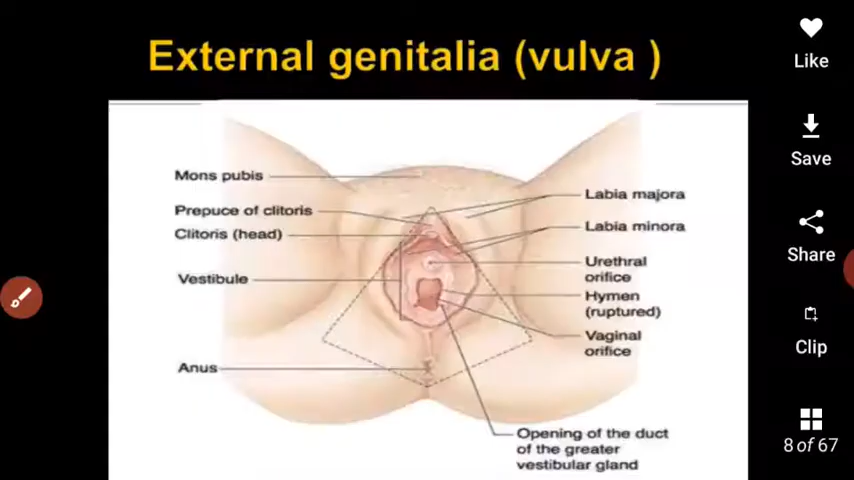 External genitalia (vulva )
Like
Save
Share
Clip
8 of 67
Mons pubis
Prepuce of clitoris
Clitoris (head)
Vestibule
Anus
Labia majora
Labia minora
Urethral
orifice
Hymen
(ruptured)
Vaginal
orifice
Opening of the duct
of the greater
vestibular gland